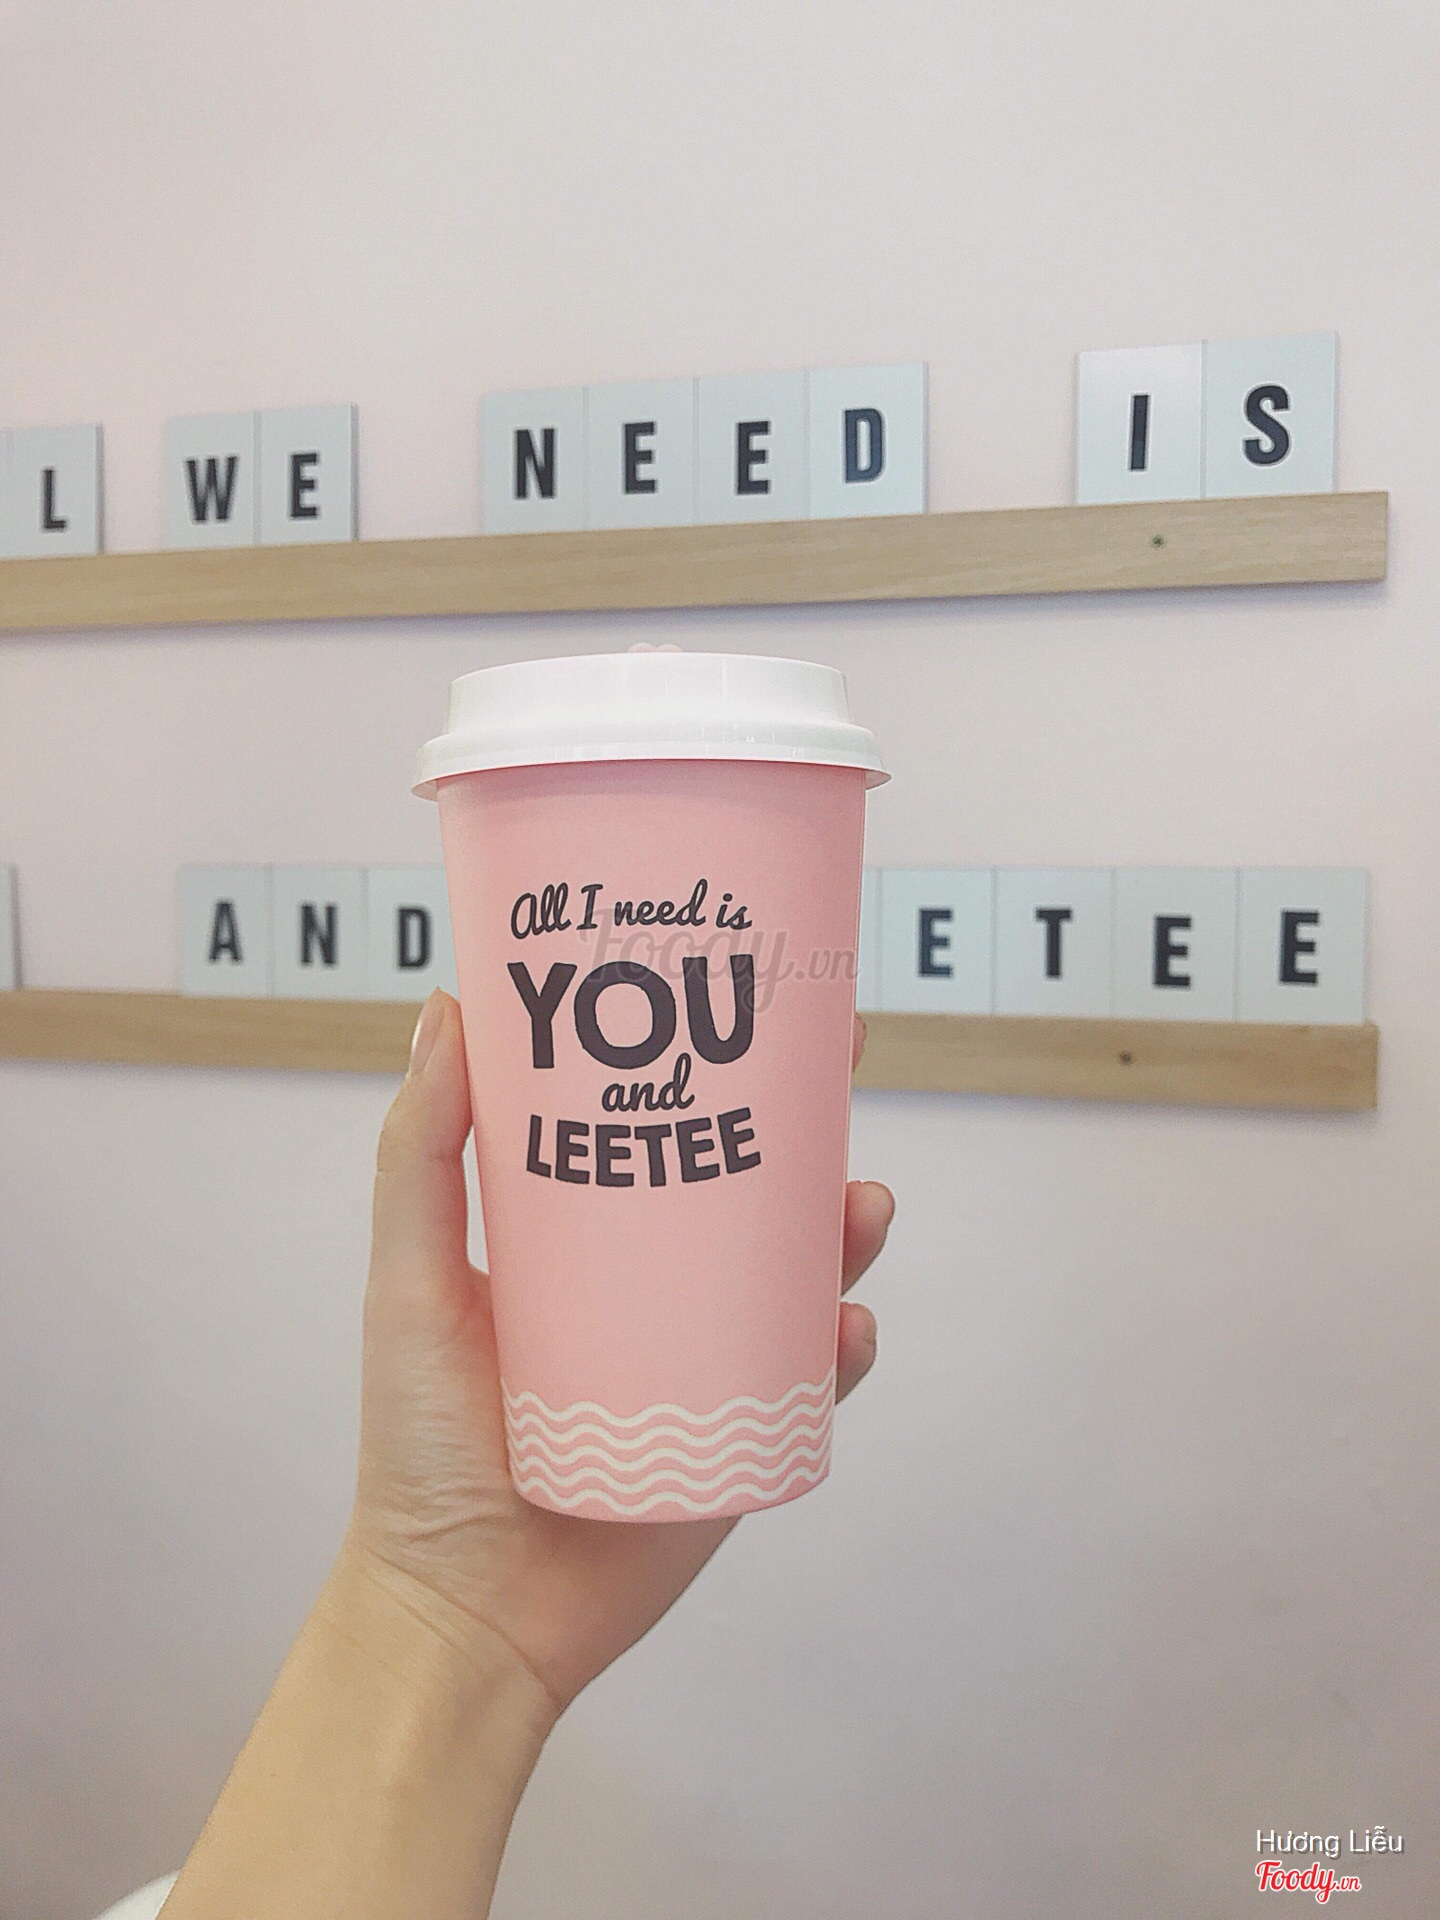 L WE NEED IS
AND ETEE
All I need is
YOU
and
LEETEE
Foody.vn
Hương Liễu
Foody.vn